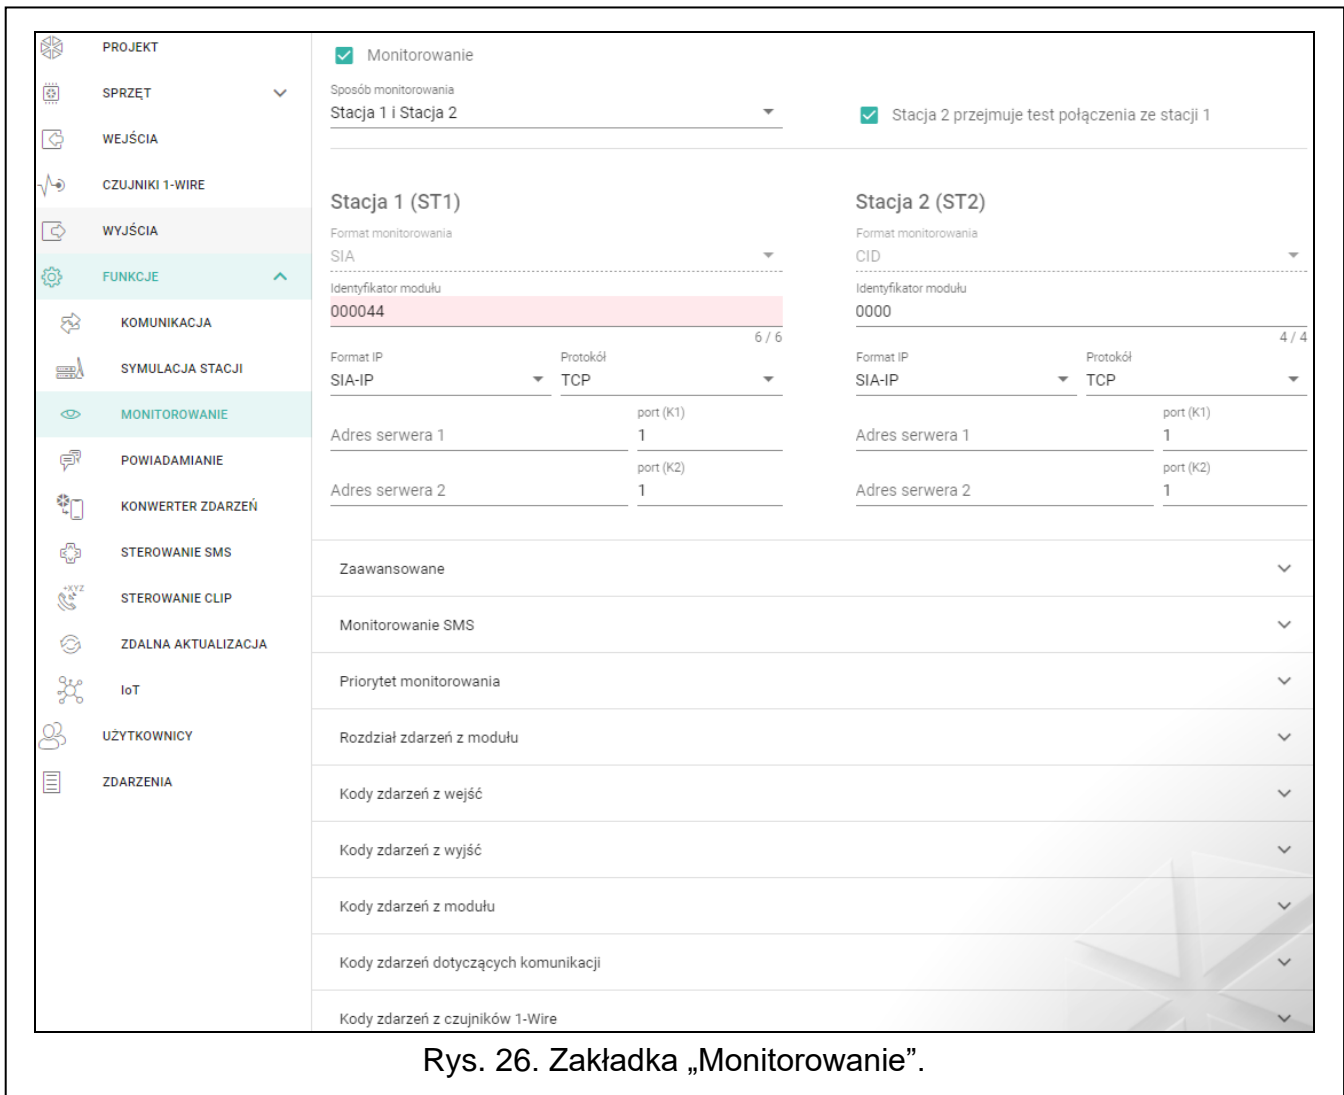 PROJEKT
SPRZĘT
WEJŚCIA
CZUJNIKI 1-WIRE
WYJŚCIA
FUNKCJE
KOMUNIKACJA
SYMULACJA STACJI
MONITOROWANIE
POWIADAMIANIE
KONWERTER ZDARZEŃ
STEROWANIE SMS
+XYZ
STEROWANIE CLIP
ZDALNA AKTUALIZACJA
IoT
UŻYTKOWNICY
ZDARZENIA
Monitorowanie
Sposób monitorowania
Stacja 1 i Stacja 2
Stacja 2 przejmuje test połączenia ze stacji 1
Stacja 1 (ST1)
Format monitorowania
SIA
Identyfikator modułu
000044
6 / 6
Format IP
Protokół
SIA-IP
TCP
port (K1)
Adres serwera 1
1
port (K2)
Adres serwera 2
1
Stacja 2 (ST2)
Format monitorowania
CID
Identyfikator modułu
0000
4 / 4
Format IP
Protokół
SIA-IP
TCP
port (K1)
Adres serwera 1
1
port (K2)
Adres serwera 2
1
Zaawansowane
Monitorowanie SMS
Priorytet monitorowania
Rozdział zdarzeń z modułu
Kody zdarzeń z wejść
Kody zdarzeń z wyjść
Kody zdarzeń z modułu
Kody zdarzeń dotyczących komunikacji
Kody zdarzeń z czujników 1-Wire
Rys. 26. Zakładka „Monitorowanie”.